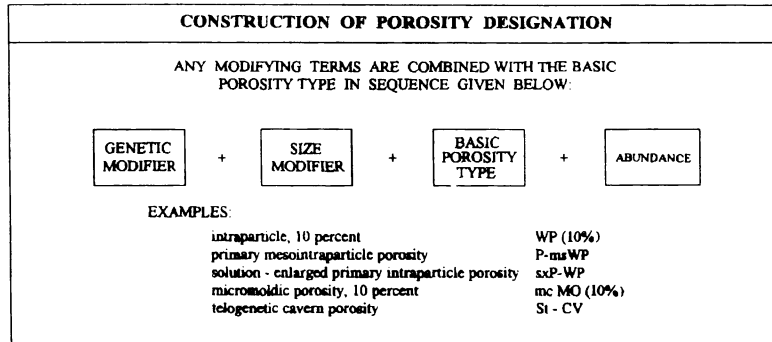 CONSTRUCTION OF POROSITY DESIGNATION
ANY MODIFYING TERMS ARE COMBINED WITH THE BASIC
POROSITY TYPE IN SEQUENCE GIVEN BELOW:
GENETIC MODIFIER + SIZE MODIFIER + BASIC POROSITY TYPE + ABUNDANCE
EXAMPLES:
intraparticle, 10 percent WP (10%)
primary mesointraparticle porosity P-msWP
solution - enlarged primary intraparticle porosity sxP-WP
micromoldic porosity, 10 percent mc MO (10%)
telogenetic cavern porosity St - CV